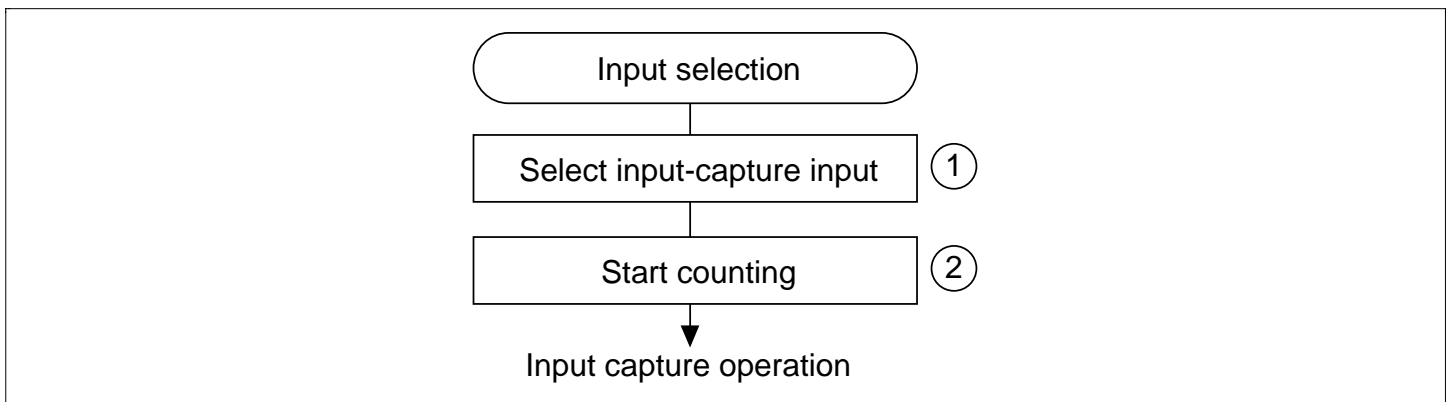 Input selection
Select input-capture input
1
Start counting
2
Input capture operation